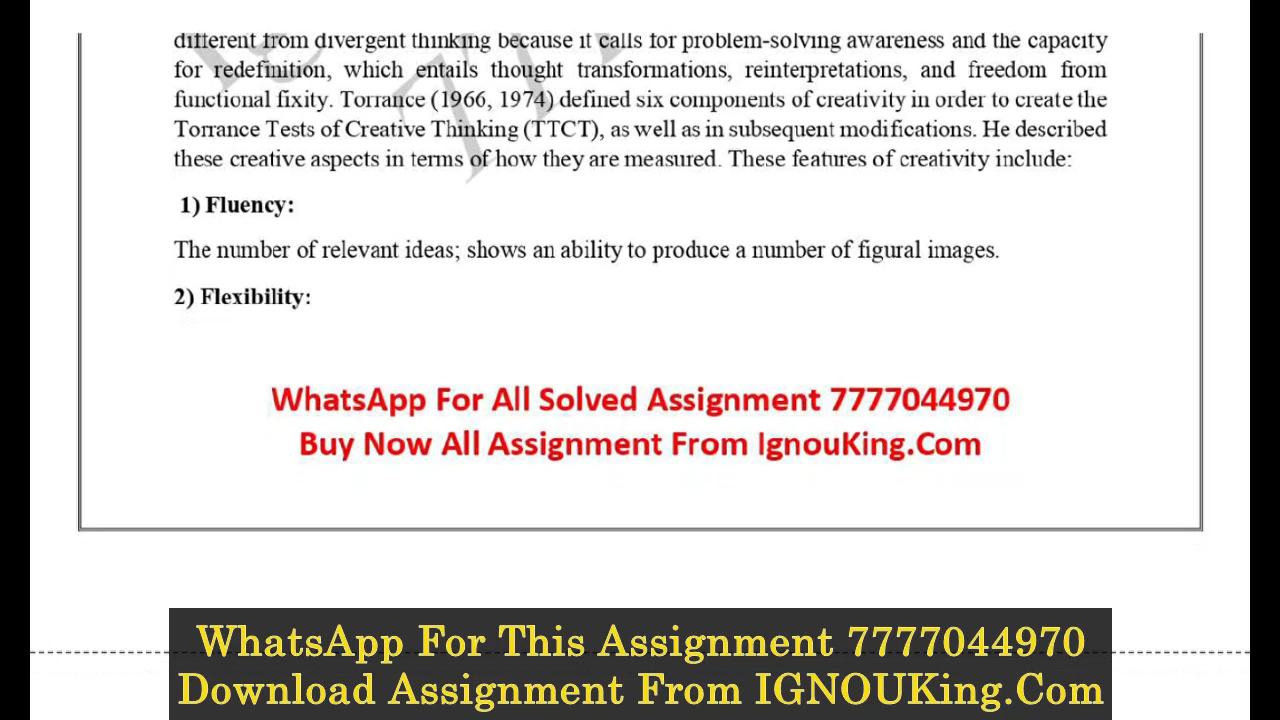 different from divergent thinking because it calls for problem-solving awareness and the capacity
for redefinition, which entails thought transformations, reinterpretations, and freedom from
functional fixity. Torrance (1966, 1974) defined six components of creativity in order to create the
Torrance Tests of Creative Thinking (TTCT), as well as in subsequent modifications. He described
these creative aspects in terms of how they are measured. These features of creativity include:
1) Fluency:
The number of relevant ideas; shows an ability to produce a number of figural images.
2) Flexibility:
WhatsApp For All Solved Assignment 7777044970
Buy Now All Assignment From IgnouKing.Com
WhatsApp For This Assignment 7777044970
Download Assignment From IGNOUKing.Com